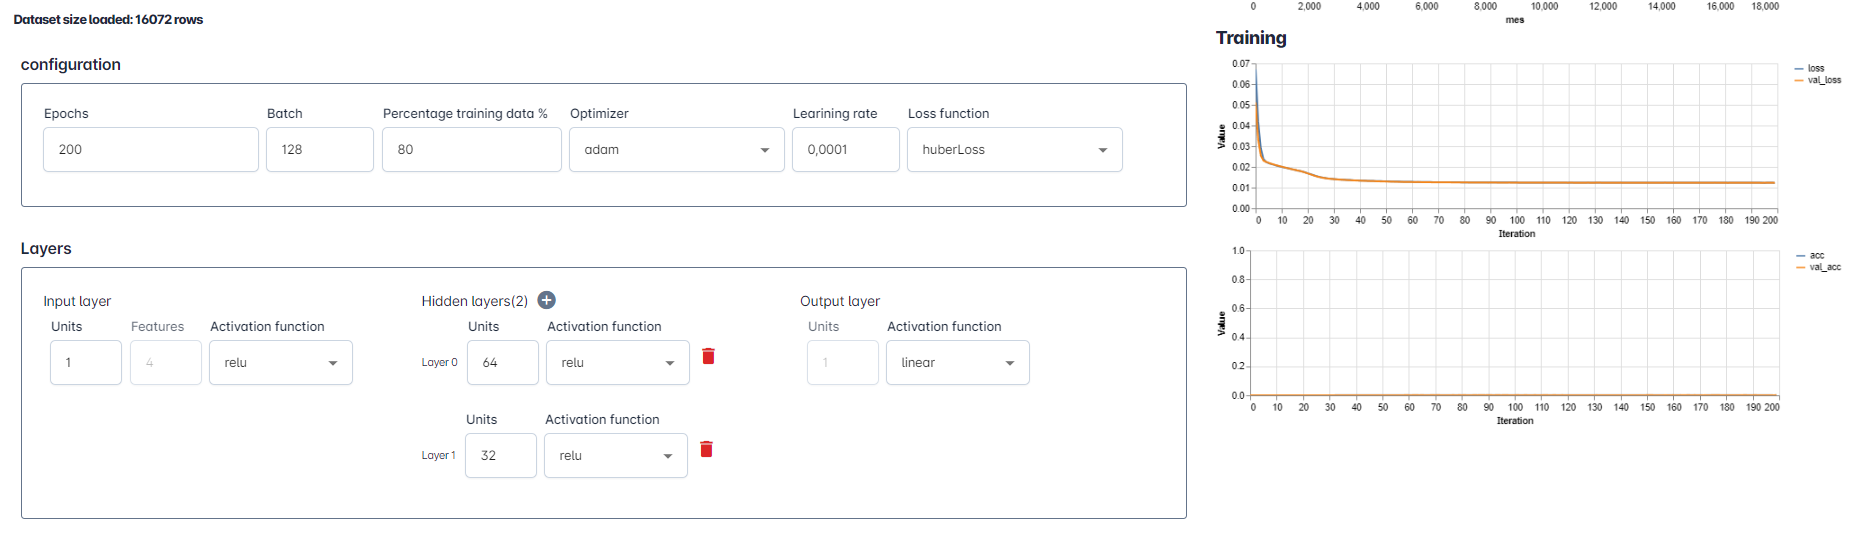 Dataset size loaded: 16072 rows
configuration
Epochs Batch Percentage training data % Optimizer Learining rate Loss function
200 128 80 adam 0,0001 huberLoss
Layers
Input layer Hidden layers(2) Output layer
Units Features Activation function Units Activation function Units Activation function
1 4 relu Layer 0 64 relu 1 linear
Units Activation function
Layer 1 32 relu
0 2,000 4,000 6,000 8,000 10,000 12,000 14,000 16,000 18,000
mes
Training
0.07
0.06
0.05
0.04
0.03
0.02
0.01
0.00
Value
0 10 20 30 40 50 60 70 80 90 100 110 120 130 140 150 160 170 180 190 200
Iteration
loss
val_loss
1.0
0.8
0.6
0.4
0.2
0.0
Value
0 10 20 30 40 50 60 70 80 90 100 110 120 130 140 150 160 170 180 190 200
Iteration
acc
val_acc